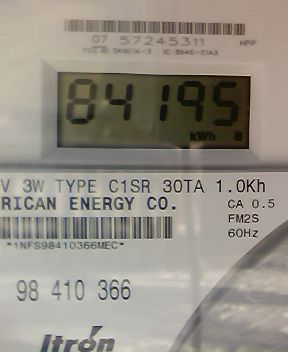 07 57245311 HPP
84195
kWh
V 3W TYPE C1SR 30TA 1.0Kh
RICAN ENERGY CO. CA 0.5
FM2S
*1NFS98410366MEC* 60Hz
98 410 366
Itron